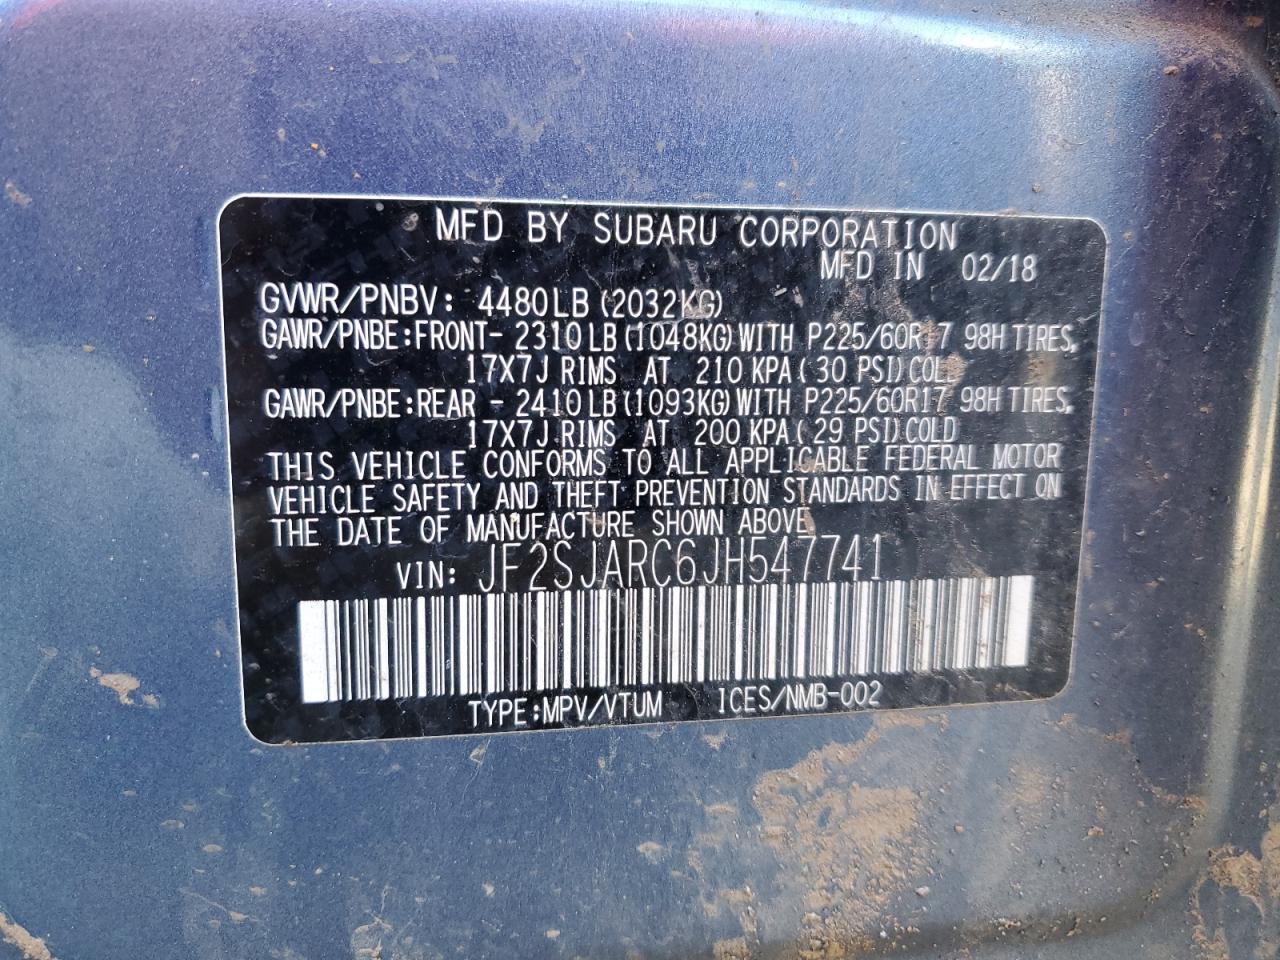 MFD BY SUBARU CORPORATION
MFD IN 02/18
GVWR/PNBV: 4480LB (2032KG)
GAWR/PNBE:FRONT- 2310 LB (1048KG) WITH P225/60R17 98H TIRES,
17X7J RIMS AT 210 KPA ( 30 PSI) COLD
GAWR/PNBE:REAR - 2410 LB (1093KG) WITH P225/60R17 98H TIRES,
17X7J RIMS AT 200 KPA ( 29 PSI) COLD
THIS VEHICLE CONFORMS TO ALL APPLICABLE FEDERAL MOTOR
VEHICLE SAFETY AND THEFT PREVENTION STANDARDS IN EFFECT ON
THE DATE OF MANUFACTURE SHOWN ABOVE
VIN: JF2SJARC6JH547741
TYPE:MPV/VTUM ICES/NMB-002